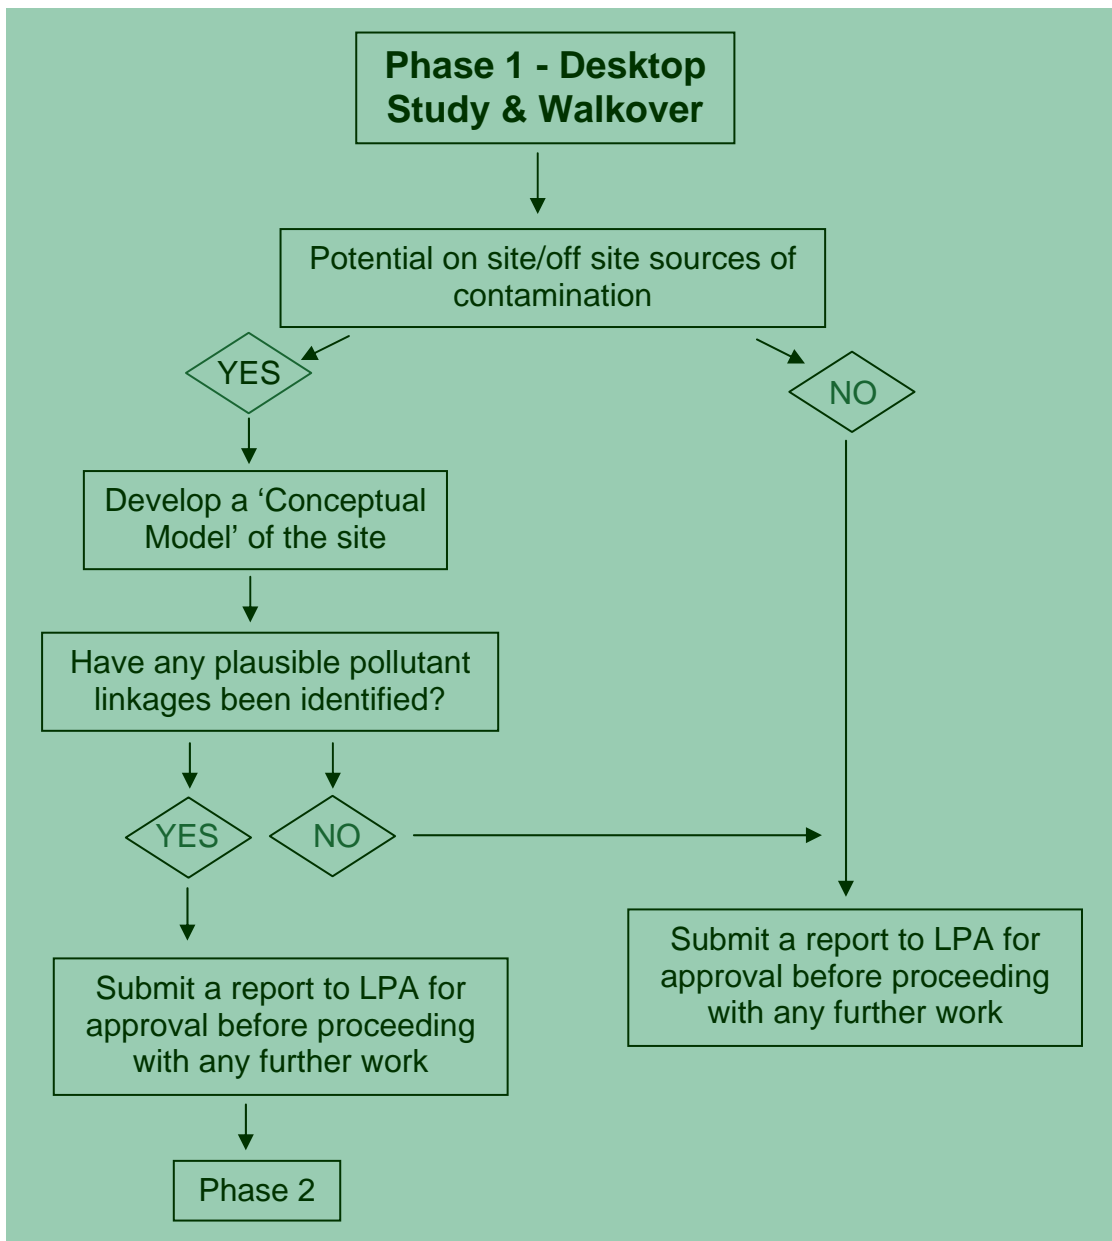 Phase 1 - Desktop
Study & Walkover
Potential on site/off site sources of
contamination
YES
NO
Develop a ‘Conceptual
Model’ of the site
Have any plausible pollutant
linkages been identified?
YES
NO
Submit a report to LPA for
approval before proceeding
with any further work
Submit a report to LPA for
approval before proceeding
with any further work
Phase 2